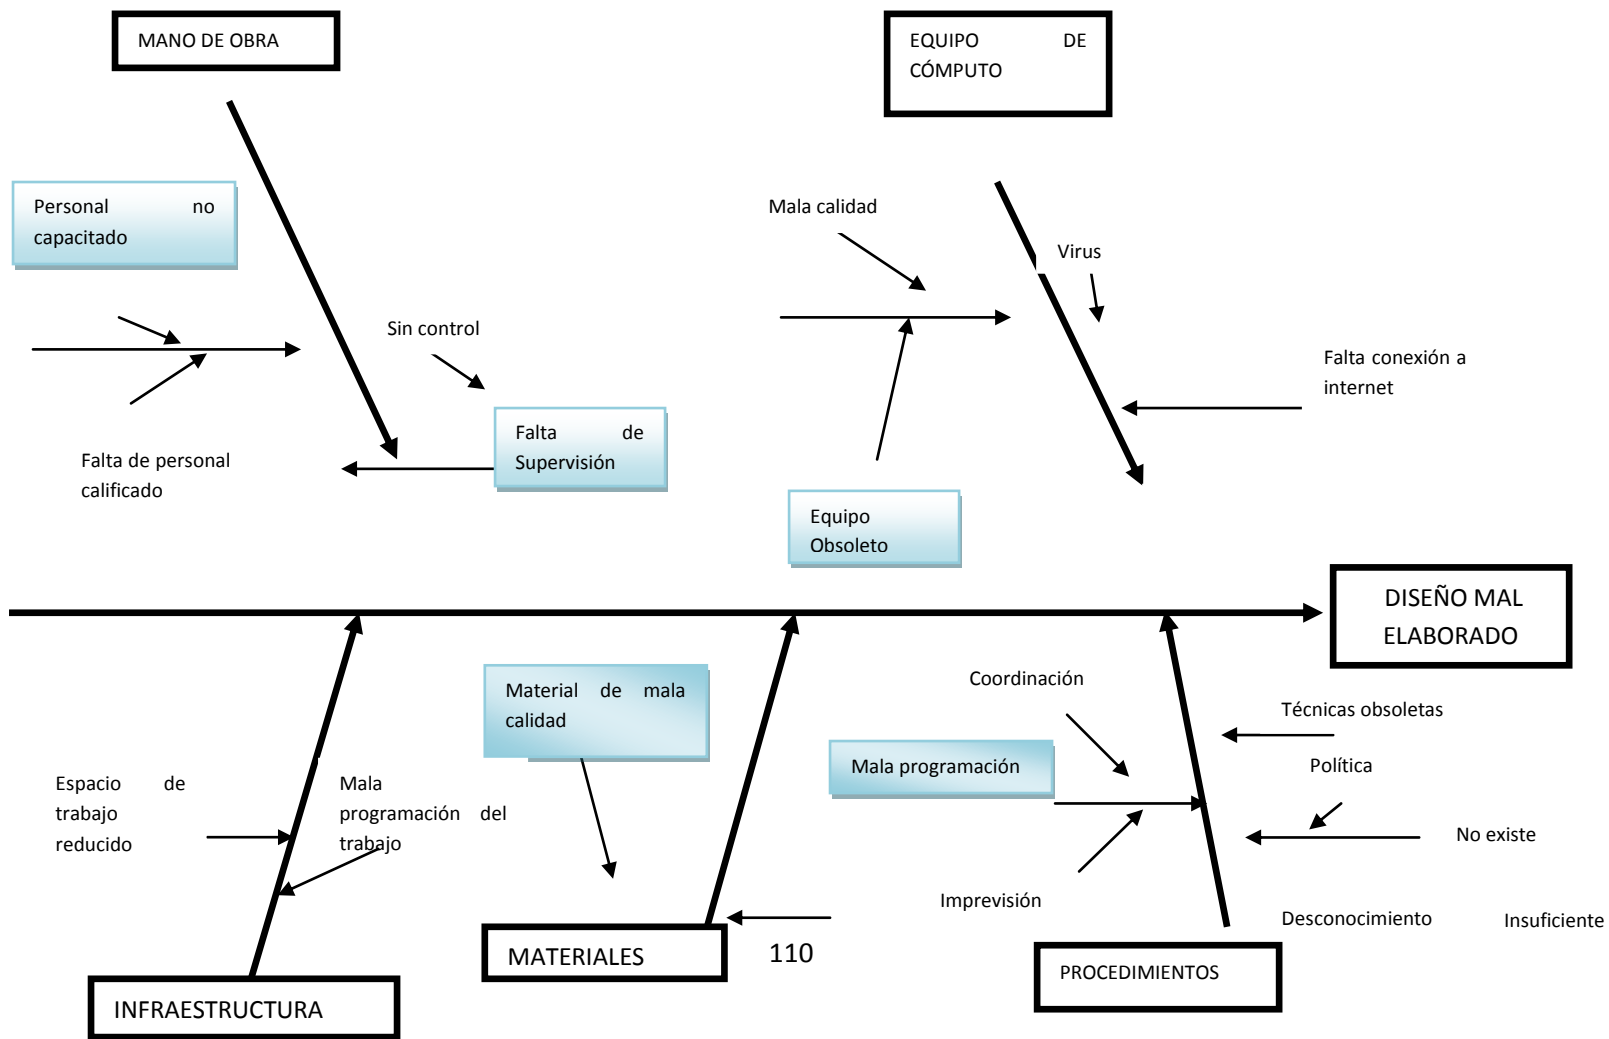 MANO DE OBRA
EQUIPO DE
CÓMPUTO
Personal no
capacitado
Mala calidad
Virus
Sin control
Falta conexión a
internet
Falta de
Supervisión
Falta de personal
calificado
Equipo
Obsoleto
DISEÑO MAL
ELABORADO
Material de mala
calidad
Coordinación
Técnicas obsoletas
Mala programación
Política
Espacio de
trabajo
reducido
Mala
programación del
trabajo
No existe
Imprevisión
Desconocimiento Insuficiente
MATERIALES
110
PROCEDIMIENTOS
INFRAESTRUCTURA